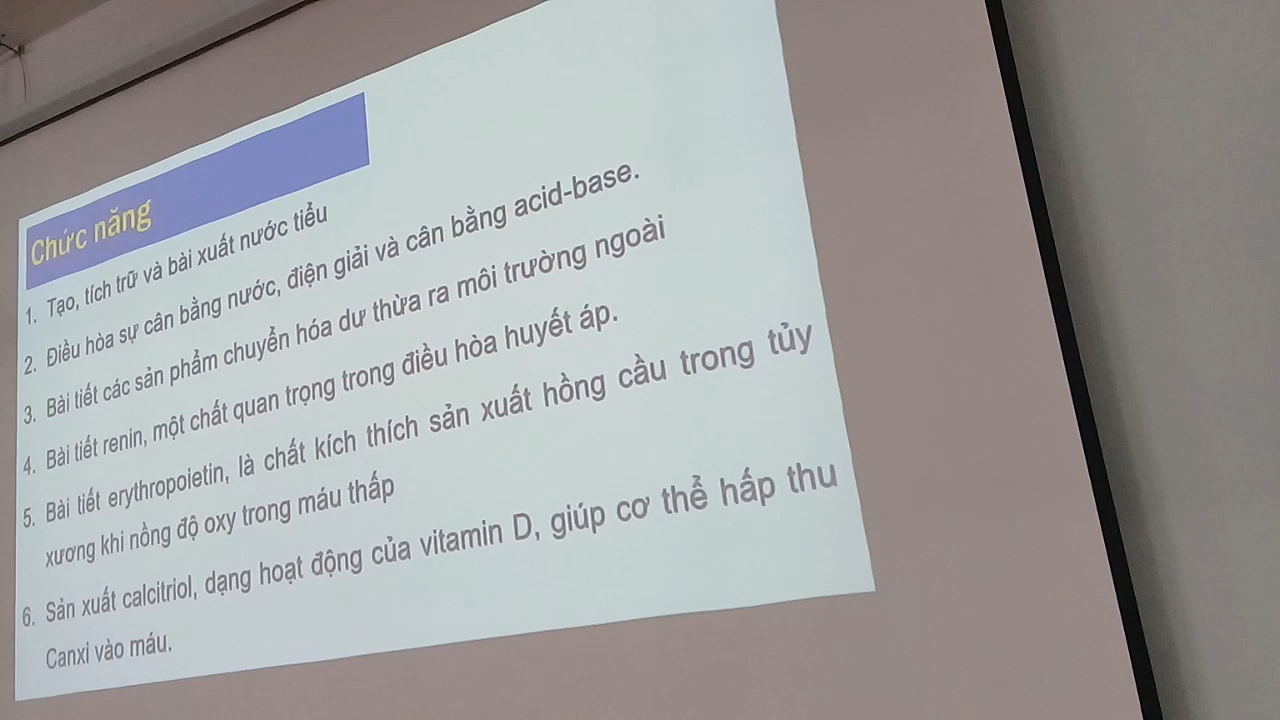 Chức năng
1. Tạo, tích trữ và bài xuất nước tiểu
2. Điều hòa sự cân bằng nước, điện giải và cân bằng acid-base.
3. Bài tiết các sản phẩm chuyển hóa dư thừa ra môi trường ngoài
4. Bài tiết renin, một chất quan trọng trong điều hòa huyết áp.
5. Bài tiết erythropoietin, là chất kích thích sản xuất hồng cầu trong tủy
xương khi nồng độ oxy trong máu thấp
6. Sản xuất calcitriol, dạng hoạt động của vitamin D, giúp cơ thể hấp thu
Canxi vào máu.